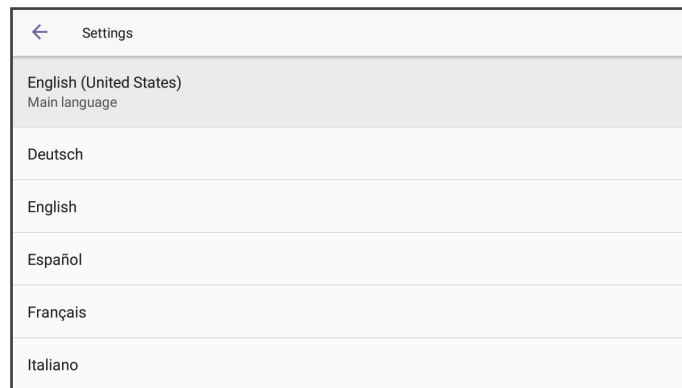 Settings
English (United States)
Main language
Deutsch
English
Español
Français
Italiano